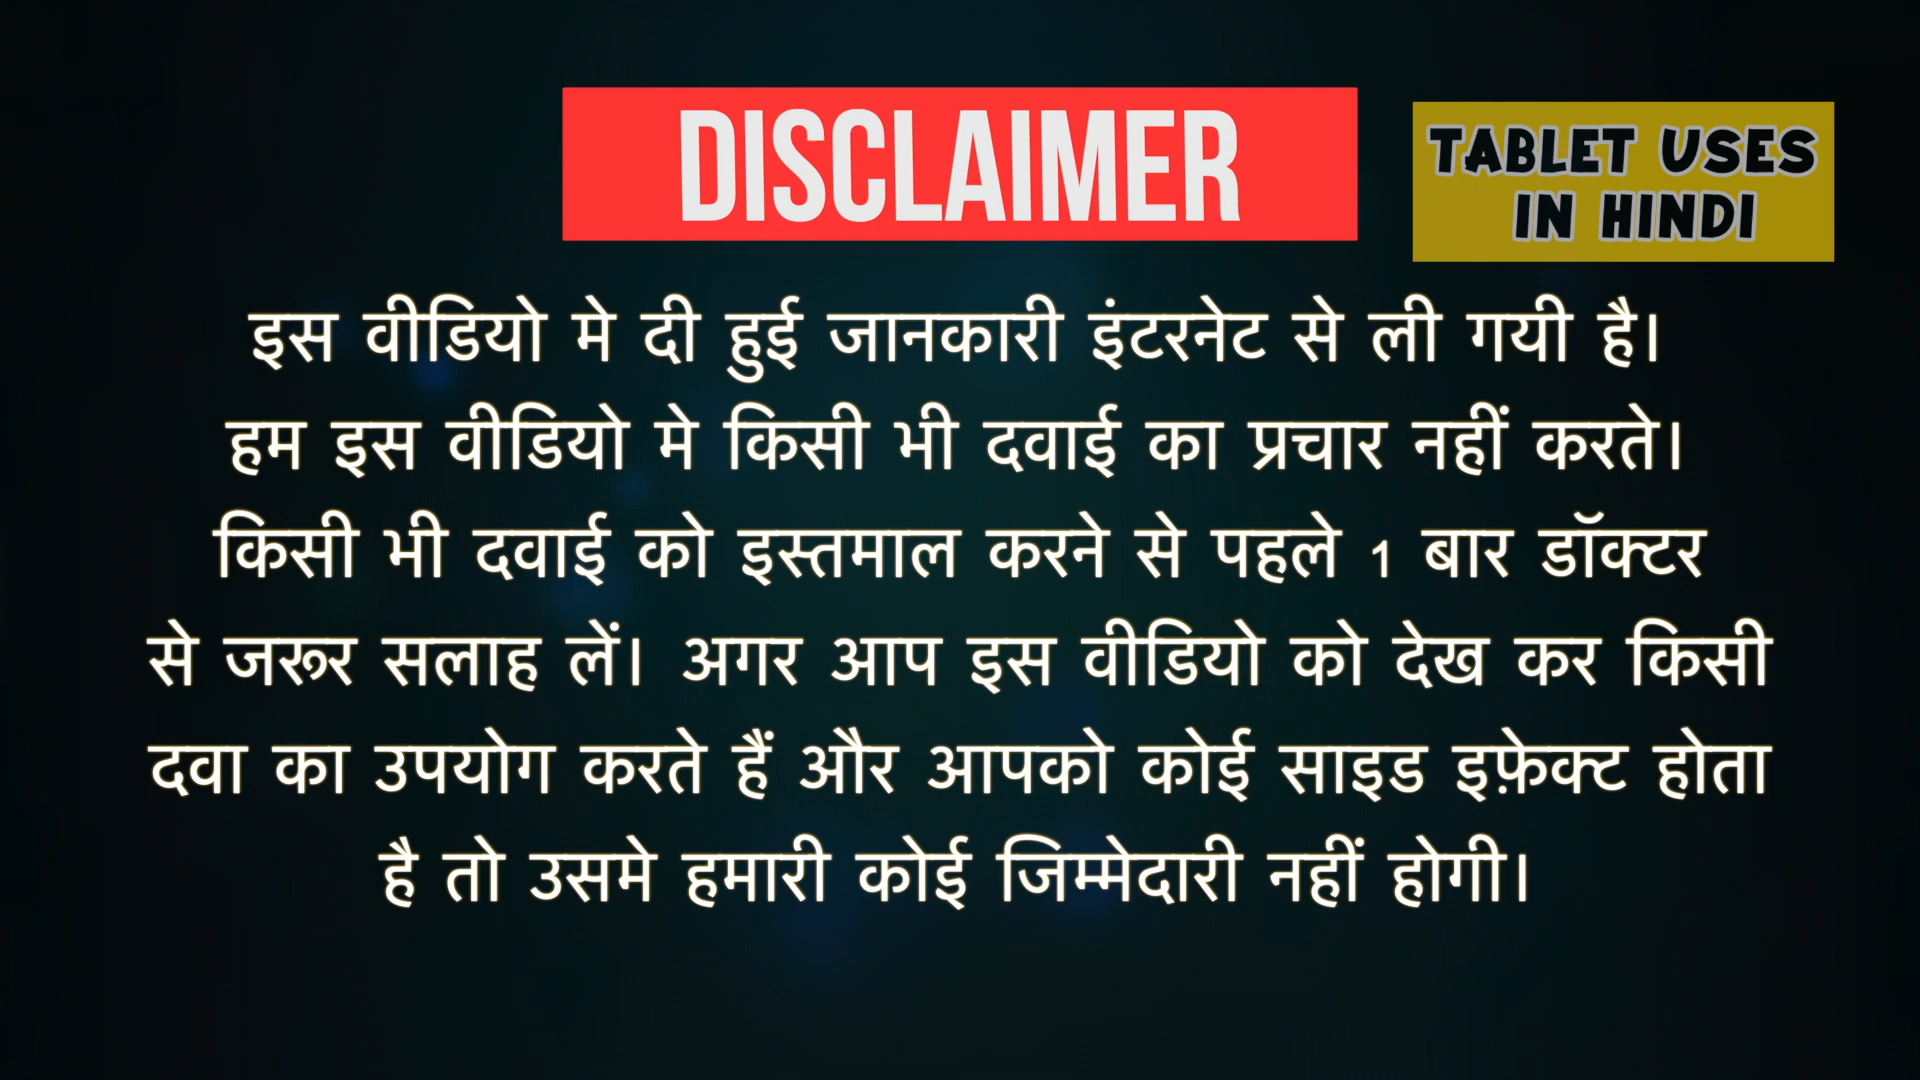 DISCLAIMER
TABLET USES
IN HINDI
इस वीडियो मे दी हुई जानकारी इंटरनेट से ली गयी है।
हम इस वीडियो मे किसी भी दवाई का प्रचार नहीं करते।
किसी भी दवाई को इस्तमाल करने से पहले 1 बार डॉक्टर
से जरूर सलाह लें। अगर आप इस वीडियो को देख कर किसी
दवा का उपयोग करते हैं और आपको कोई साइड इफ़ेक्ट होता
है तो उसमे हमारी कोई जिम्मेदारी नहीं होगी।